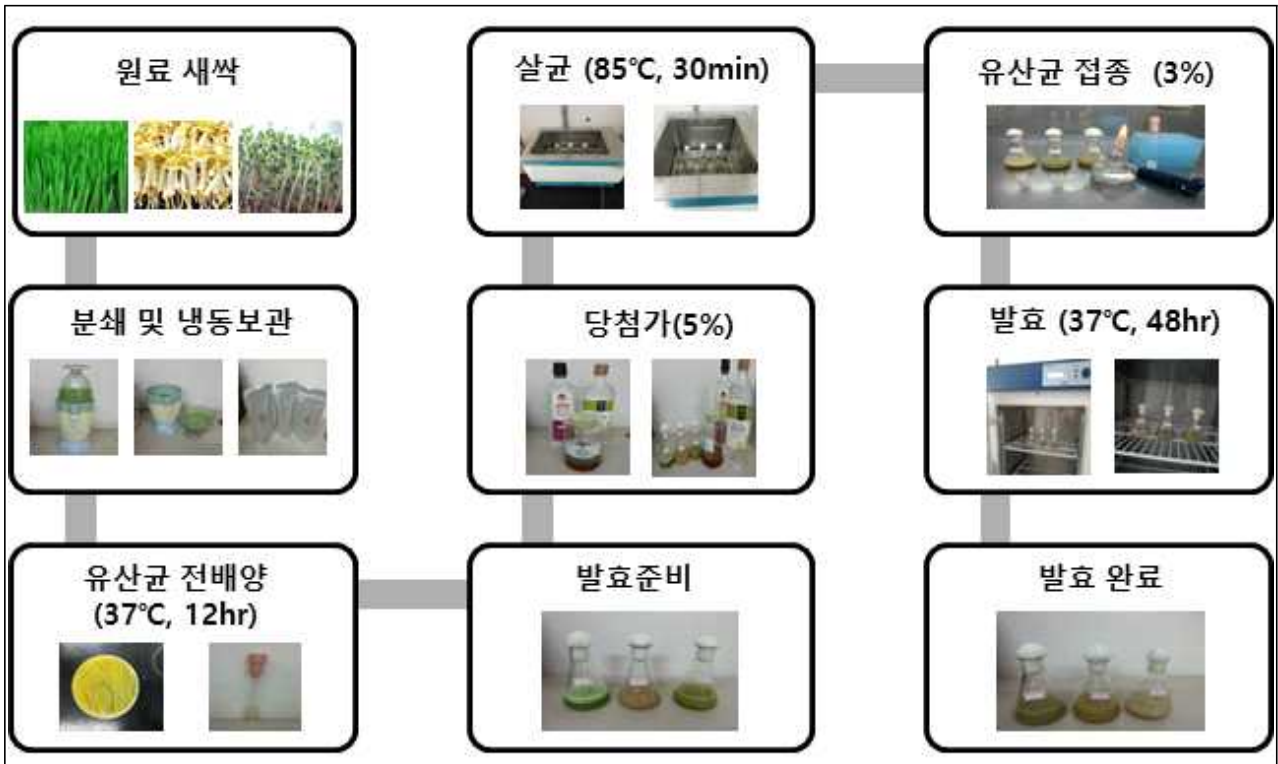 원료 새싹
분쇄 및 냉동보관
유산균 전배양
(37℃, 12hr)
발효준비
당첨가(5%)
살균 (85℃, 30min)
유산균 접종 (3%)
발효 (37℃, 48hr)
발효 완료